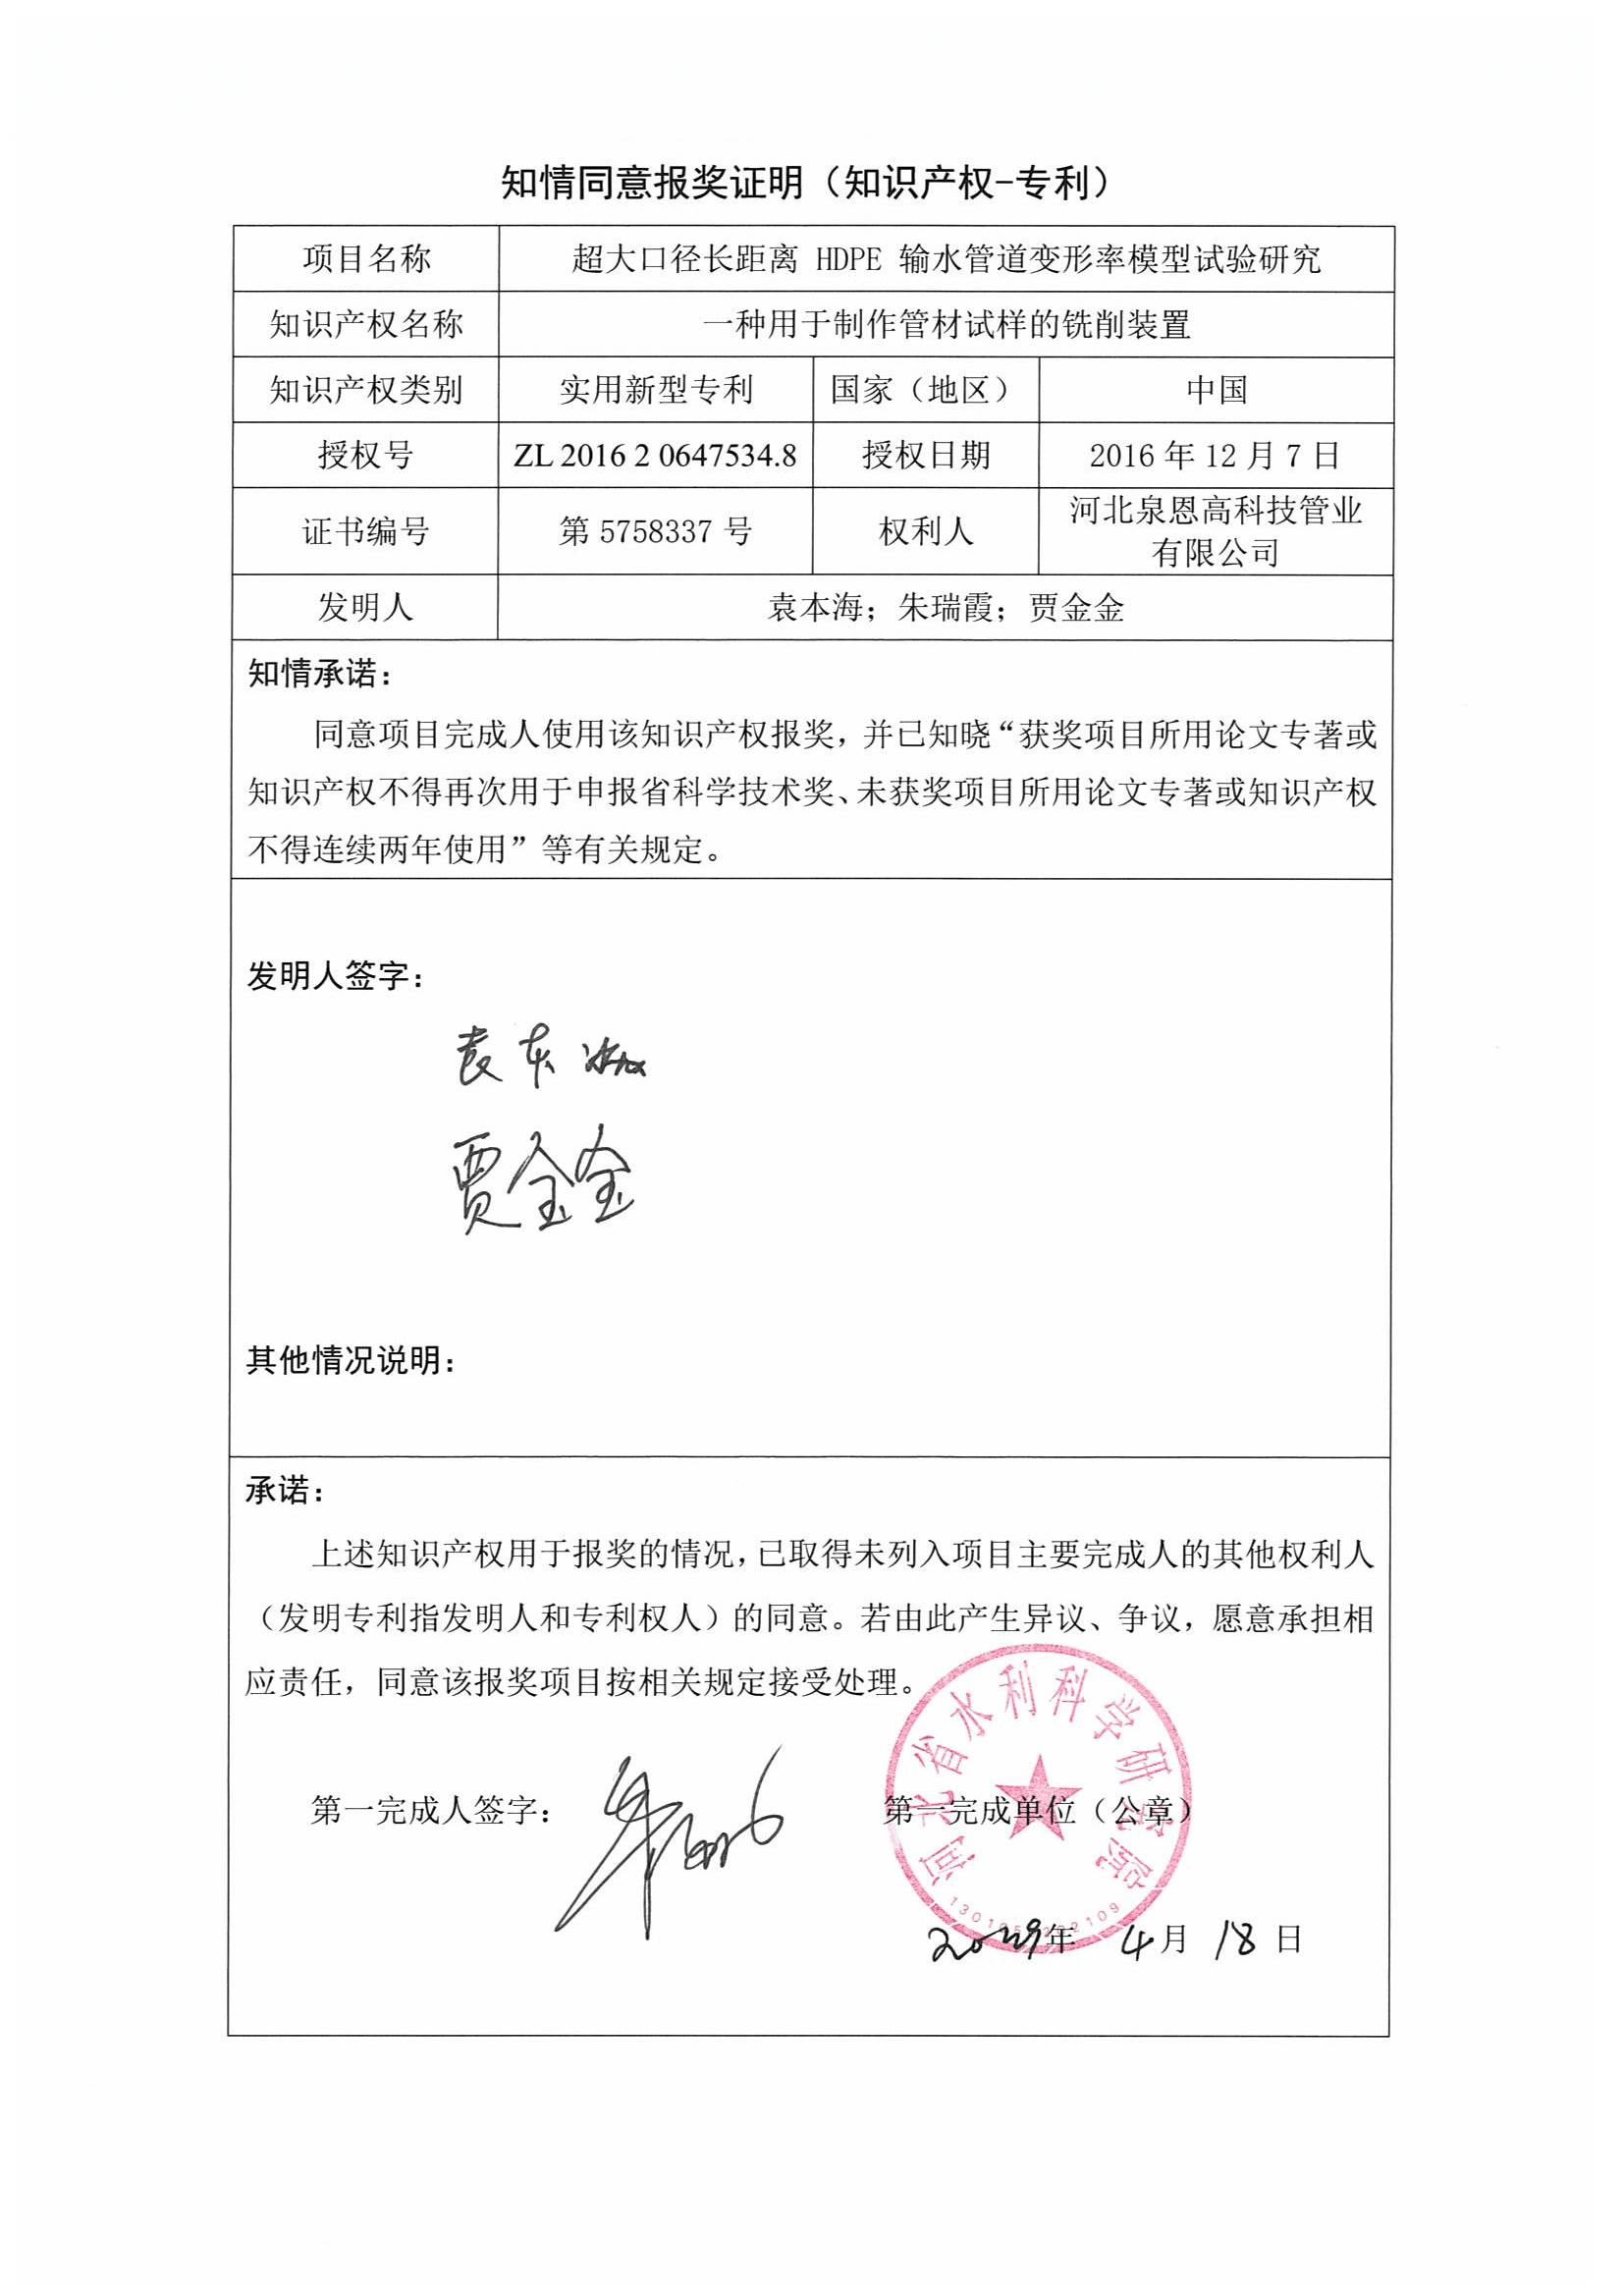 知情同意报奖证明（知识产权-专利）
项目名称 超大口径长距离 HDPE 输水管道变形率模型试验研究
知识产权名称 一种用于制作管材试样的铣削装置
知识产权类别 实用新型专利 国家（地区） 中国
授权号 ZL 2016 2 0647534.8 授权日期 2016 年 12 月 7 日
证书编号 第 5758337 号 权利人 河北泉恩高科技管业
有限公司
发明人 袁本海；朱瑞霞；贾金金
知情承诺：
同意项目完成人使用该知识产权报奖，并已知晓“获奖项目所用论文专著或
知识产权不得再次用于申报省科学技术奖、未获奖项目所用论文专著或知识产权
不得连续两年使用”等有关规定。
发明人签字：
袁本海
贾金金
其他情况说明：
承诺：
上述知识产权用于报奖的情况，已取得未列入项目主要完成人的其他权利人
（发明专利指发明人和专利权人）的同意。若由此产生异议、争议，愿意承担相
应责任，同意该报奖项目按相关规定接受处理。
河北省水利科学研究院
第一完成人签字： 第一完成单位（公章）
年 4 月 18 日